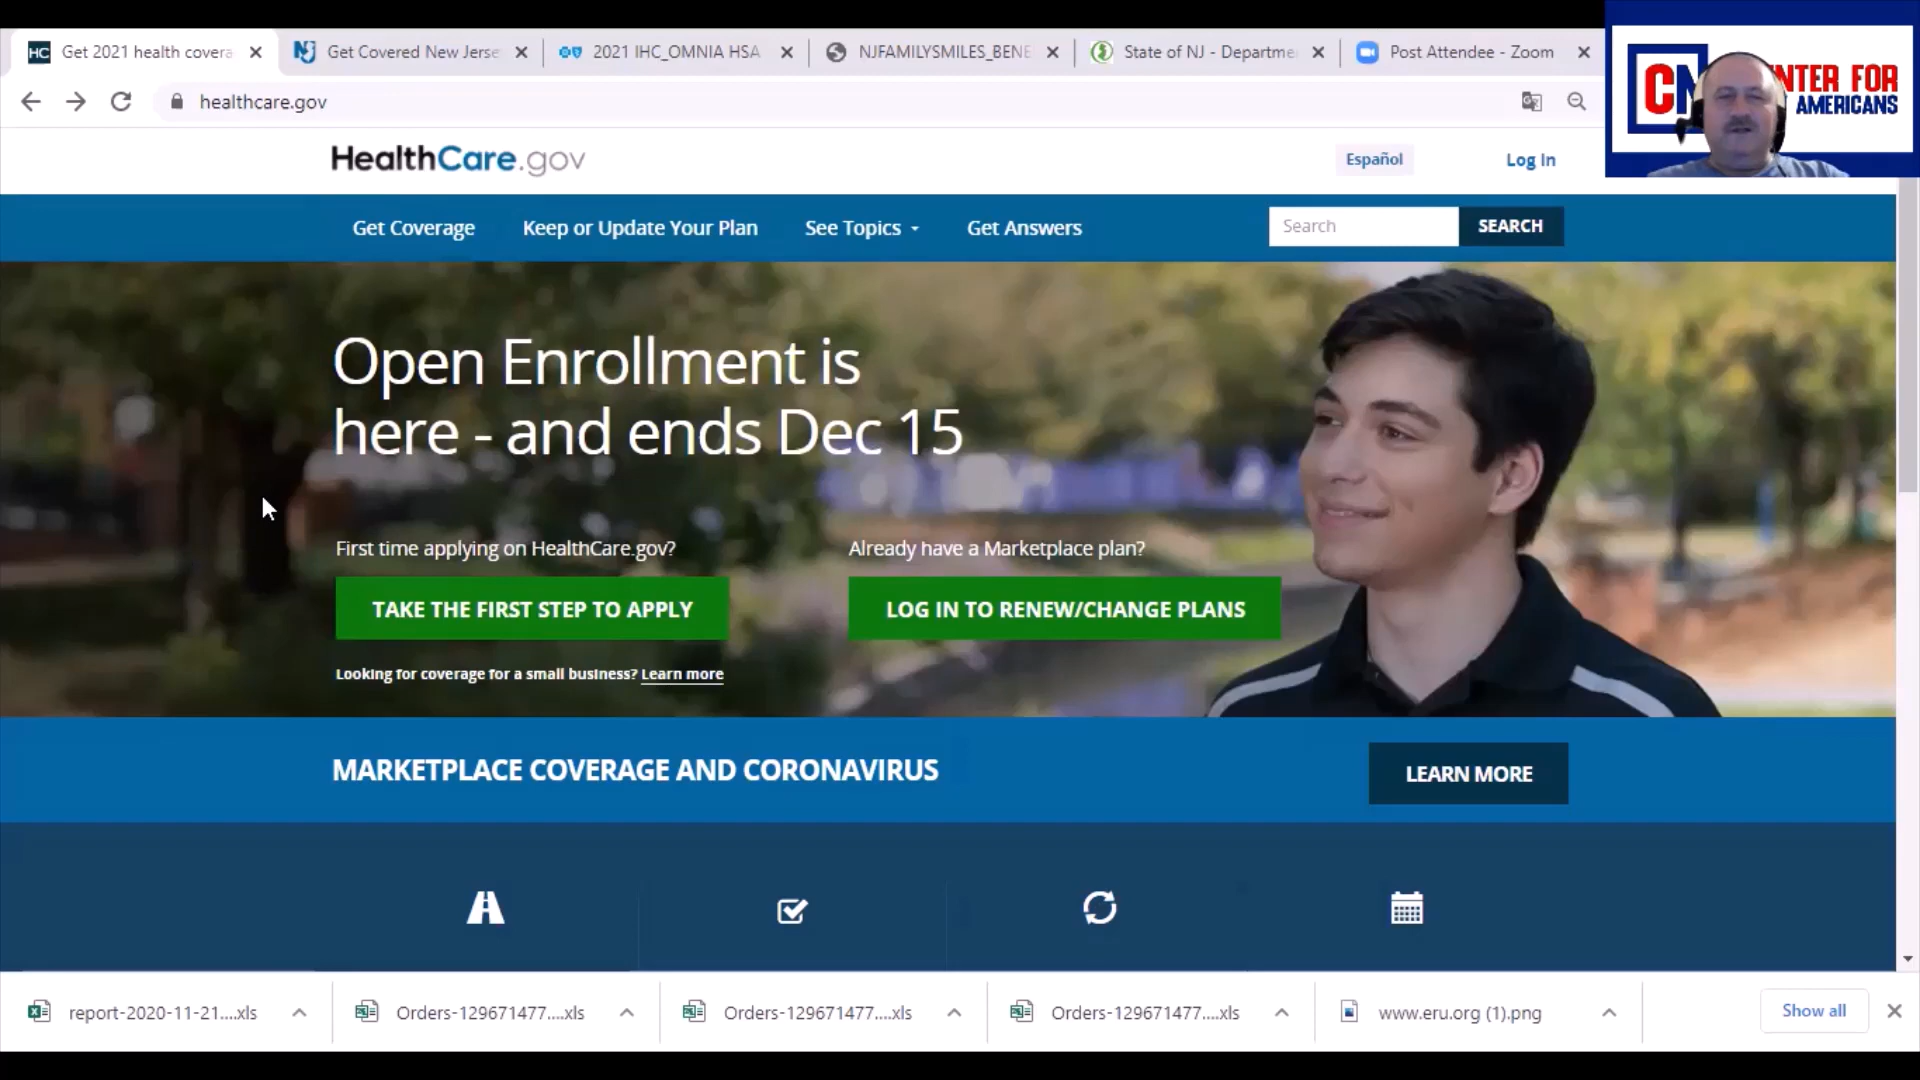 Get 2021 health covera
Get Covered New Jerse
2021 IHC_OMNIA HSA
NJFAMILYSMILES_BENE
State of NJ - Departme
Post Attendee - Zoom
healthcare.gov
NTER FOR
AMERICANS
HealthCare.gov
Español
Log In
Get Coverage
Keep or Update Your Plan
See Topics
Get Answers
Search
SEARCH
Open Enrollment is
here - and ends Dec 15
First time applying on HealthCare.gov?
Already have a Marketplace plan?
TAKE THE FIRST STEP TO APPLY
LOG IN TO RENEW/CHANGE PLANS
Looking for coverage for a small business? Learn more
MARKETPLACE COVERAGE AND CORONAVIRUS
LEARN MORE
report-2020-11-21....xls
Orders-129671477....xls
Orders-129671477....xls
Orders-129671477....xls
www.eru.org (1).png
Show all